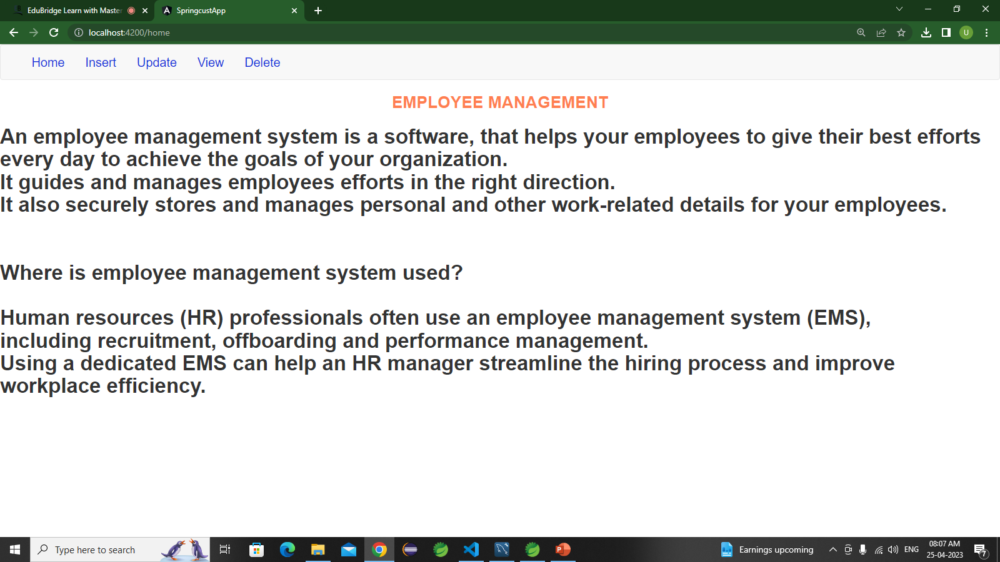 EduBridge Learn with Master
SpringcustApp
localhost:4200/home
U
Home Insert Update View Delete
EMPLOYEE MANAGEMENT
An employee management system is a software, that helps your employees to give their best efforts
every day to achieve the goals of your organization.
It guides and manages employees efforts in the right direction.
It also securely stores and manages personal and other work-related details for your employees.
Where is employee management system used?
Human resources (HR) professionals often use an employee management system (EMS),
including recruitment, offboarding and performance management.
Using a dedicated EMS can help an HR manager streamline the hiring process and improve
workplace efficiency.
Type here to search
Earnings upcoming
ENG
08:07 AM
25-04-2023
7